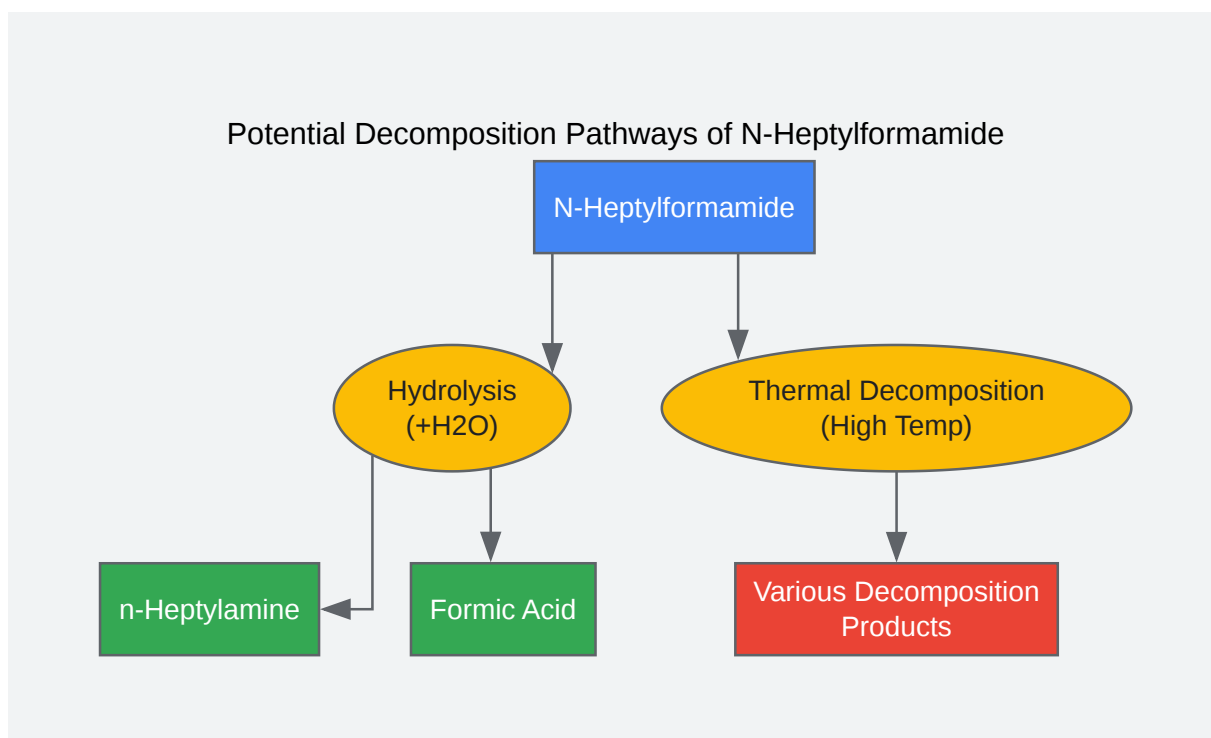 Potential Decomposition Pathways of N-Heptylformamide
N-Heptylformamide
Hydrolysis
(+H2O)
Thermal Decomposition
(High Temp)
n-Heptylamine
Formic Acid
Various Decomposition
Products